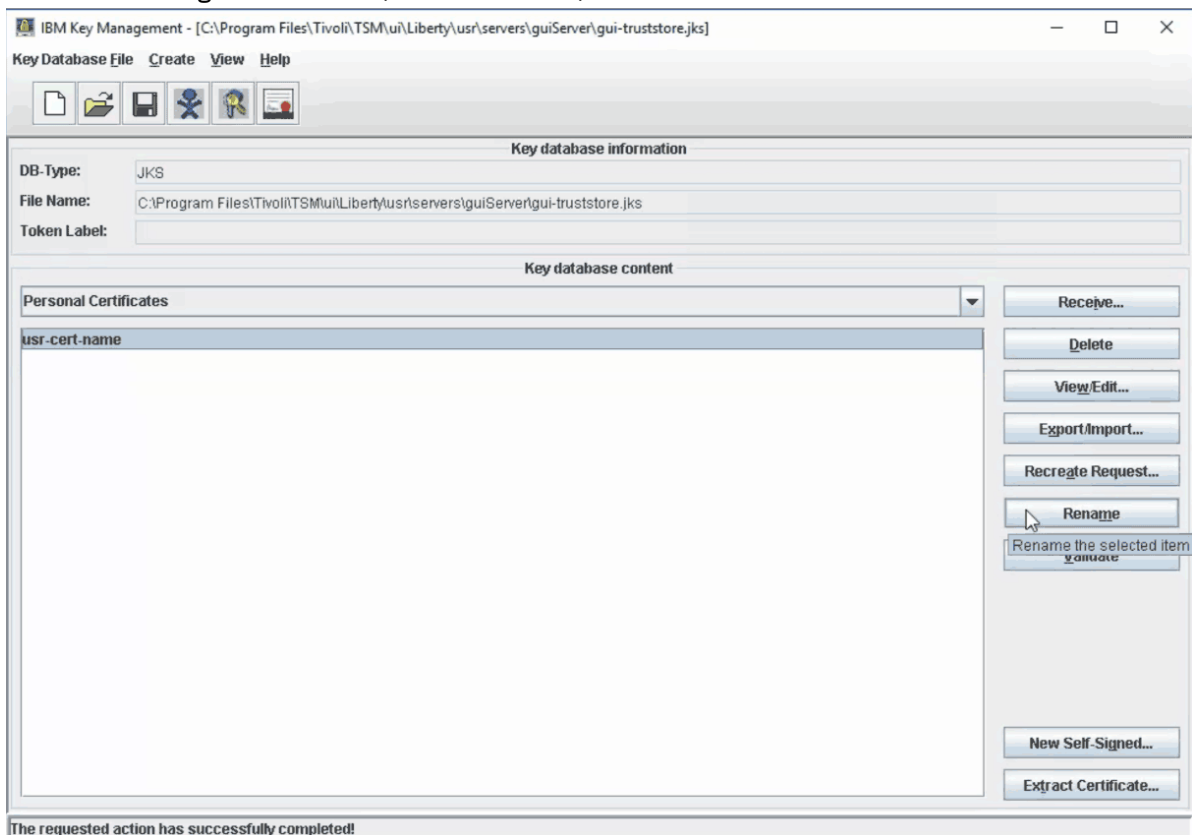 IBM Key Management - [C:\Program Files\Tivoli\TSM\ui\Liberty\usr\servers\guiServer\gui-truststore.jks]
Key Database File Create View Help
Key database information
DB-Type: JKS
File Name: C:\Program Files\Tivoli\TSM\ui\Liberty\usr\servers\guiServer\gui-truststore.jks
Token Label:
Key database content
Personal Certificates
Receive...
usr-cert-name
Delete
View/Edit...
Export/Import...
Recreate Request...
Rename
Rename the selected item
Validate
New Self-Signed...
Extract Certificate...
The requested action has successfully completed!